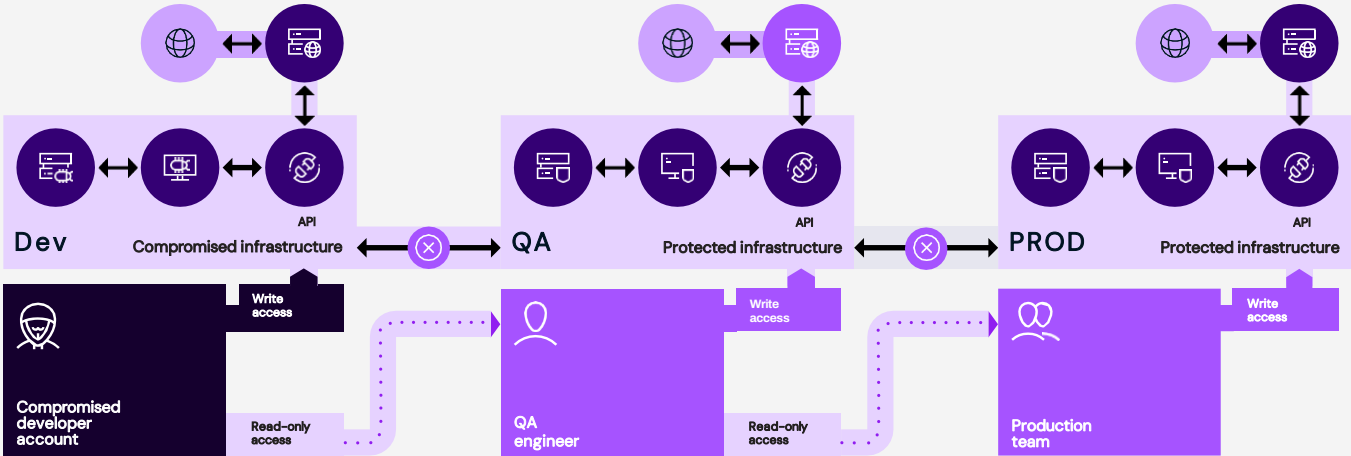 API
Dev
Compromised infrastructure
API
QA
Protected infrastructure
API
PROD
Protected infrastructure
Write
access
Compromised
developer
account
Read-only
access
Write
access
QA
engineer
Read-only
access
Write
access
Production
team